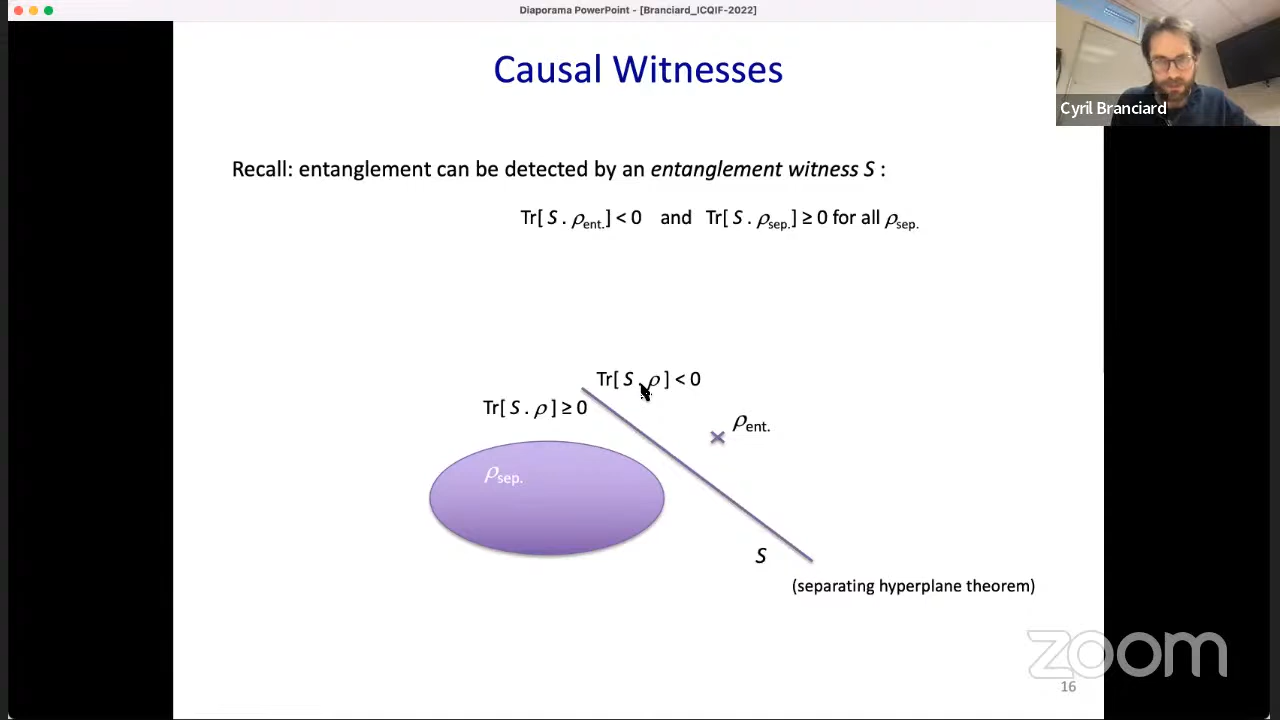 Diaporama PowerPoint - [Branciard_ICQIF-2022]
Causal Witnesses
Cyril Branciard
Recall: entanglement can be detected by an entanglement witness S :
Tr[ S . ρent.] < 0 and Tr[ S . ρsep.] ≥ 0 for all ρsep.
Tr[ S . ρ ] < 0
Tr[ S . ρ ] ≥ 0
ρent.
ρsep.
S
(separating hyperplane theorem)
zoom
16